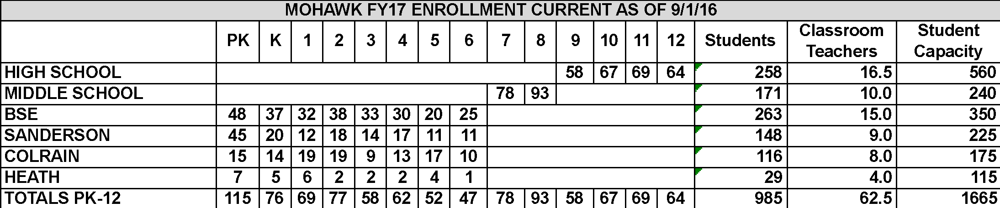 MOHAWK FY17 ENROLLMENT CURRENT AS OF 9/1/16
PK K 1 2 3 4 5 6 7 8 9 10 11 12 Students Classroom Teachers Student Capacity
HIGH SCHOOL 58 67 69 64 258 16.5 560
MIDDLE SCHOOL 78 93 171 10.0 240
BSE 48 37 32 38 33 30 20 25 263 15.0 350
SANDERSON 45 20 12 18 14 17 11 11 148 9.0 225
COLRAIN 15 14 19 19 9 13 17 10 116 8.0 175
HEATH 7 5 6 2 2 2 4 1 29 4.0 115
TOTALS PK-12 115 76 69 77 58 62 52 47 78 93 58 67 69 64 985 62.5 1665